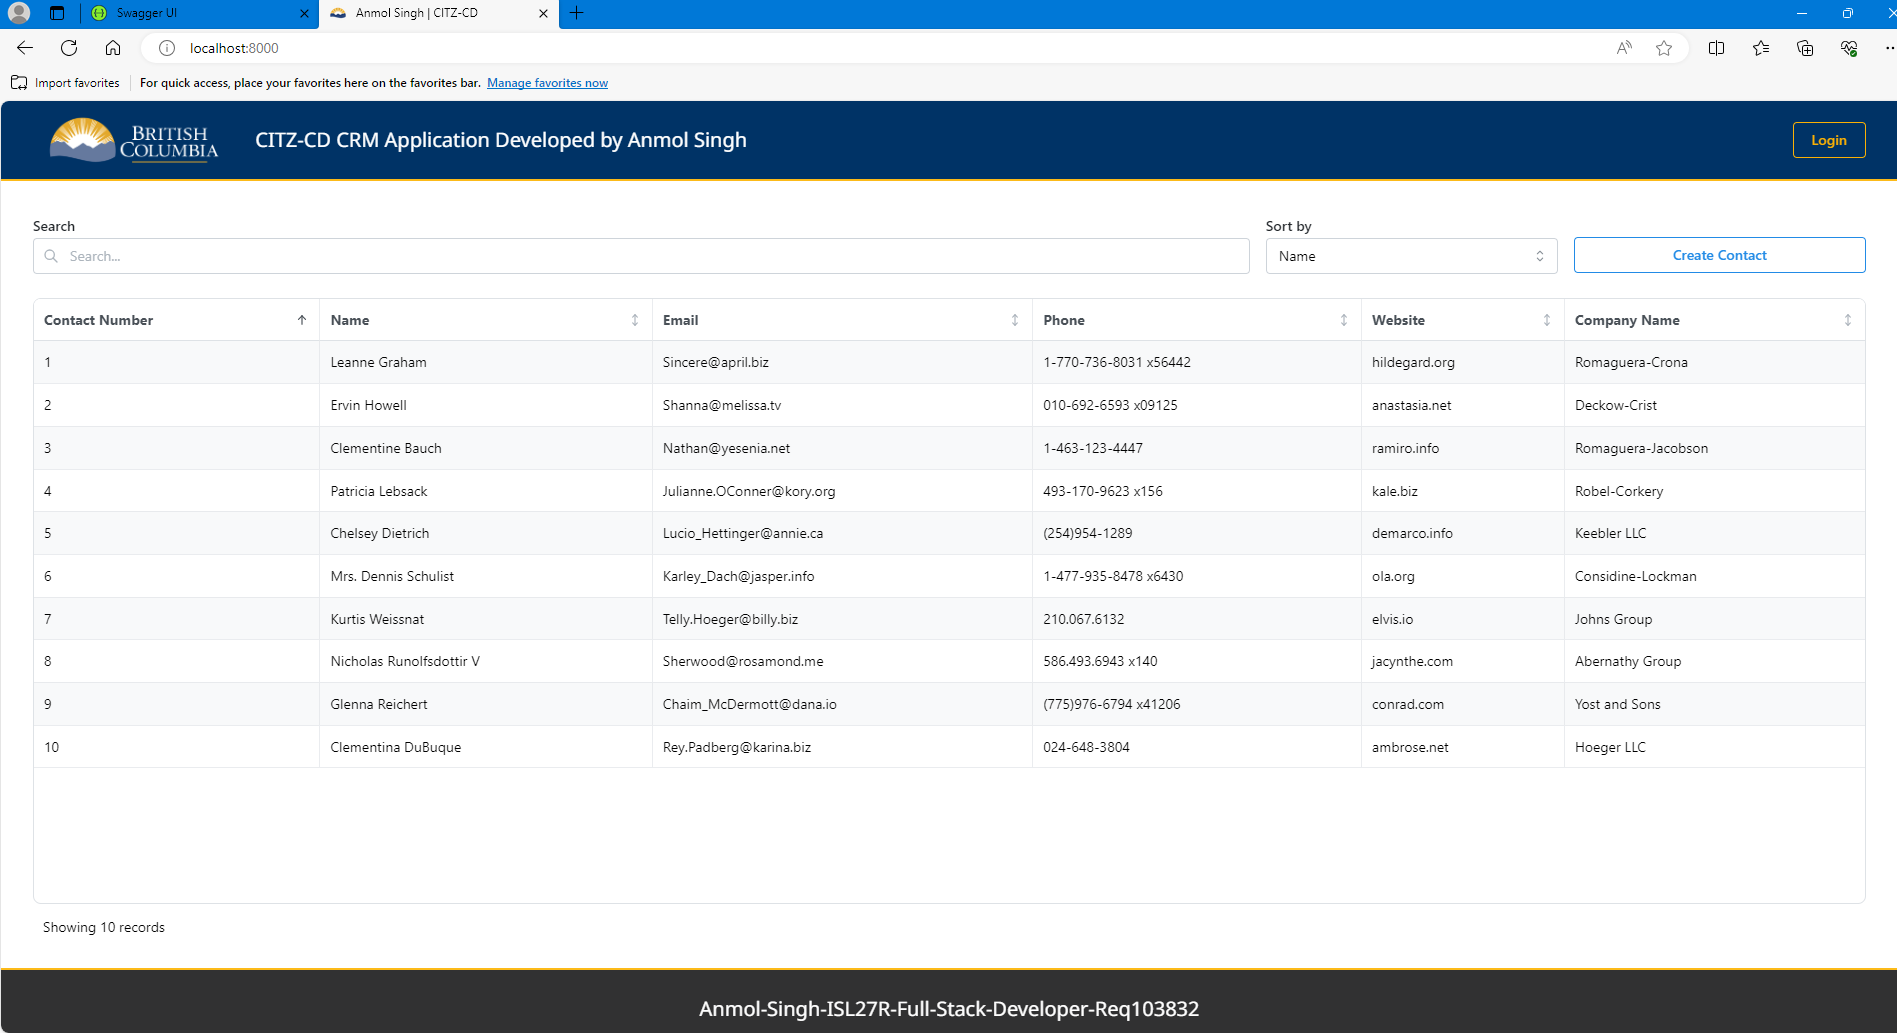 Swagger UI
Anmol Singh | CITZ-CD
localhost:8000
Import favorites
For quick access, place your favorites here on the favorites bar. Manage favorites now
BRITISH
COLUMBIA
CITZ-CD CRM Application Developed by Anmol Singh
Login
Search
Sort by
Search...
Name
Create Contact
Contact Number Name Email Phone Website Company Name
1 Leanne Graham Sincere@april.biz 1-770-736-8031 x56442 hildegard.org Romaguera-Crona
2 Ervin Howell Shanna@melissa.tv 010-692-6593 x09125 anastasia.net Deckow-Crist
3 Clementine Bauch Nathan@yesenia.net 1-463-123-4447 ramiro.info Romaguera-Jacobson
4 Patricia Lebsack Julianne.OConner@kory.org 493-170-9623 x156 kale.biz Robel-Corkery
5 Chelsey Dietrich Lucio_Hettinger@annie.ca (254)954-1289 demarco.info Keebler LLC
6 Mrs. Dennis Schulist Karley_Dach@jasper.info 1-477-935-8478 x6430 ola.org Considine-Lockman
7 Kurtis Weissnat Telly.Hoeger@billy.biz 210.067.6132 elvis.io Johns Group
8 Nicholas Runolfsdottir V Sherwood@rosamond.me 586.493.6943 x140 jacynthe.com Abernathy Group
9 Glenna Reichert Chaim_McDermott@dana.io (775)976-6794 x41206 conrad.com Yost and Sons
10 Clementina DuBuque Rey.Padberg@karina.biz 024-648-3804 ambrose.net Hoeger LLC
Showing 10 records
Anmol-Singh-ISL27R-Full-Stack-Developer-Req103832